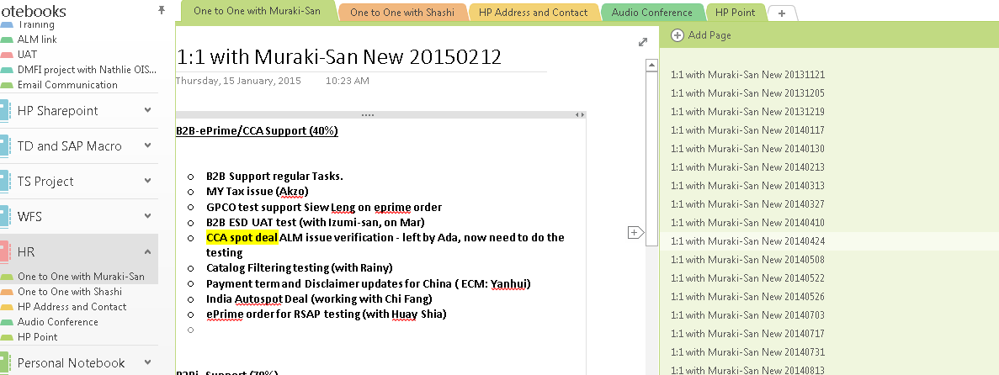 otebooks
Training
ALM link
UAT
DMFI project with Nathlie OIS...
Email Communication
HP Sharepoint
TD and SAP Macro
TS Project
WFS
HR
One to One with Muraki-San
One to One with Shashi
HP Address and Contact
Audio Conference
HP Point
Personal Notebook
One to One with Muraki-San
One to One with Shashi
HP Address and Contact
Audio Conference
HP Point
+
1:1 with Muraki-San New 20150212
Thursday, 15 January, 2015 10:23 AM
B2B-ePrime/CCA Support (40%)
o B2B Support regular Tasks.
o MY Tax issue (Akzo)
o GPCO test support Siew Leng on eprime order
o B2B ESD UAT test (with Izumi-san, on Mar)
o CCA spot deal ALM issue verification - left by Ada, now need to do the
testing
o Catalog Filtering testing (with Rainy)
o Payment term and Disclaimer updates for China ( ECM: Yanhui)
o India Autospot Deal (working with Chi Fang)
o ePrime order for RSAP testing (with Huay Shia)
o
B2Bi Support (70%)
Add Page
1:1 with Muraki-San New 20131121
1:1 with Muraki-San New 20131205
1:1 with Muraki-San New 20131219
1:1 with Muraki-San New 20140117
1:1 with Muraki-San New 20140130
1:1 with Muraki-San New 20140213
1:1 with Muraki-San New 20140313
1:1 with Muraki-San New 20140327
1:1 with Muraki-San New 20140410
1:1 with Muraki-San New 20140424
1:1 with Muraki-San New 20140508
1:1 with Muraki-San New 20140522
1:1 with Muraki-San New 20140526
1:1 with Muraki-San New 20140703
1:1 with Muraki-San New 20140717
1:1 with Muraki-San New 20140731
1:1 with Muraki-San New 20140813